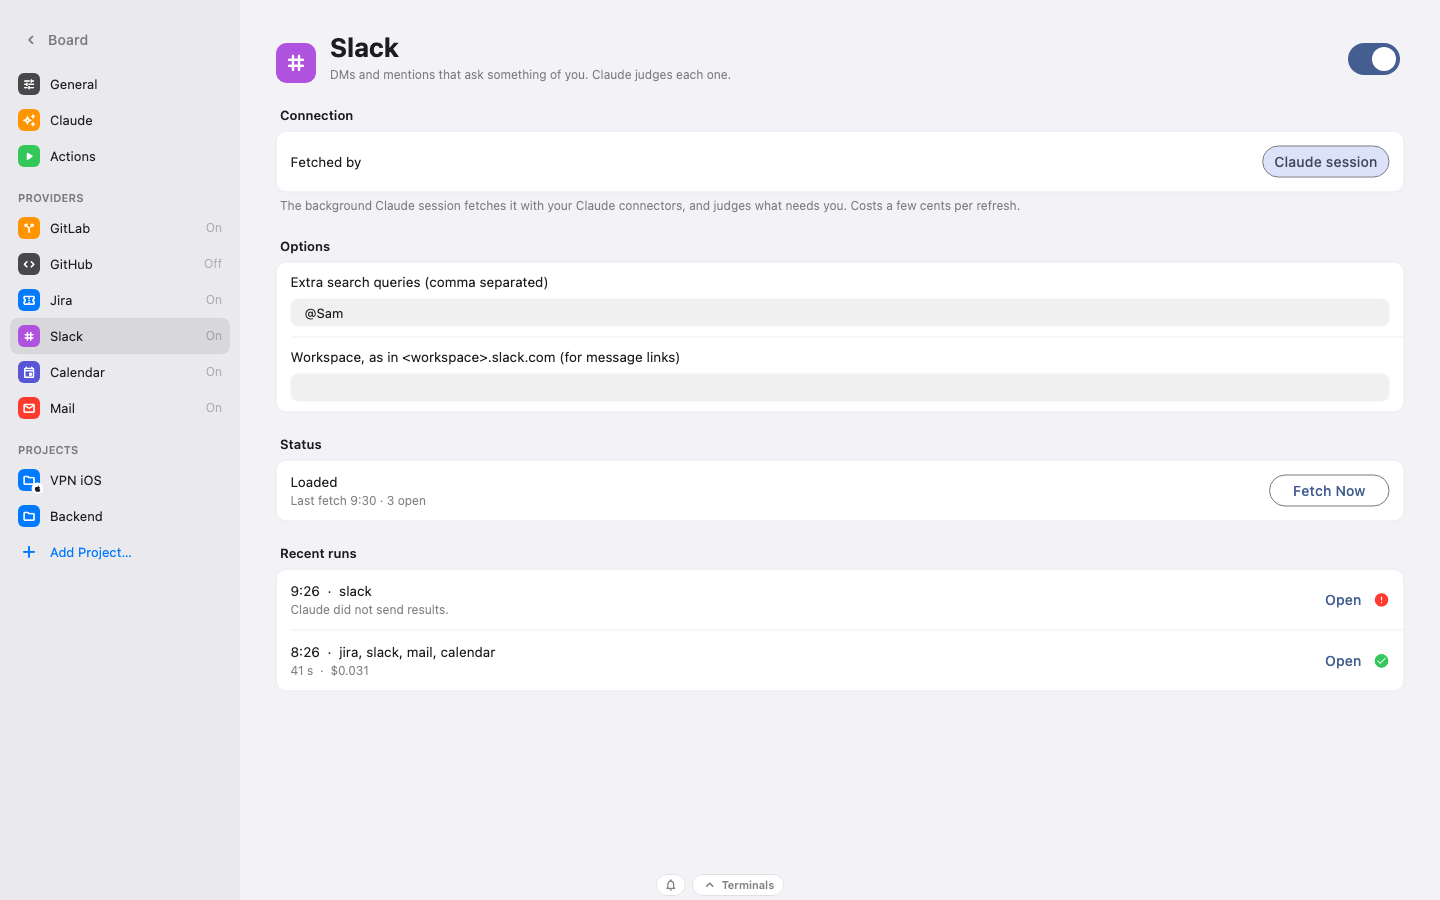 Board
General
Claude
Actions
PROVIDERS
GitLab On
GitHub Off
Jira On
Slack On
Calendar On
Mail On
PROJECTS
VPN iOS
Backend
Add Project...
Slack
DMs and mentions that ask something of you. Claude judges each one.
Connection
Fetched by
Claude session
The background Claude session fetches it with your Claude connectors, and judges what needs you. Costs a few cents per refresh.
Options
Extra search queries (comma separated)
@Sam
Workspace, as in <workspace>.slack.com (for message links)
Status
Loaded
Last fetch 9:30 · 3 open
Fetch Now
Recent runs
9:26 · slack
Claude did not send results.
Open
8:26 · jira, slack, mail, calendar
41 s · $0.031
Open
Terminals